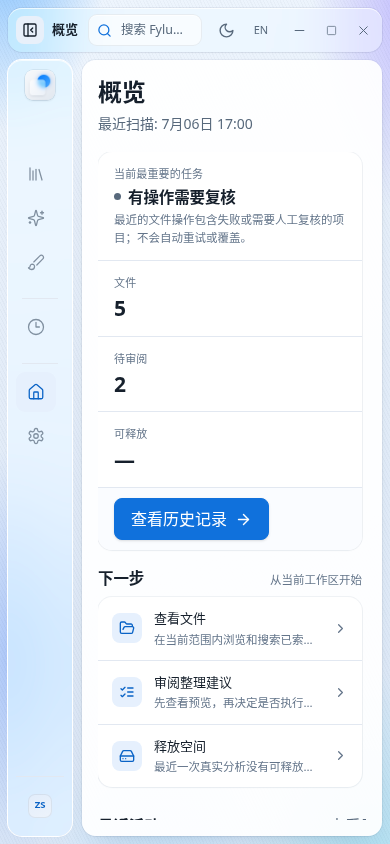 概览
搜索 Fylu...
EN
概览
最近扫描: 7月06日 17:00
当前最重要的任务
有操作需要复核
最近的文件操作包含失败或需要人工复核的项
目；不会自动重试或覆盖。
文件
5
待审阅
2
可释放
—
查看历史记录
下一步
从当前工作区开始
查看文件
在当前范围内浏览和搜索已索...
审阅整理建议
先查看预览，再决定是否执行...
释放空间
最近一次真实分析没有可释放...
ZS